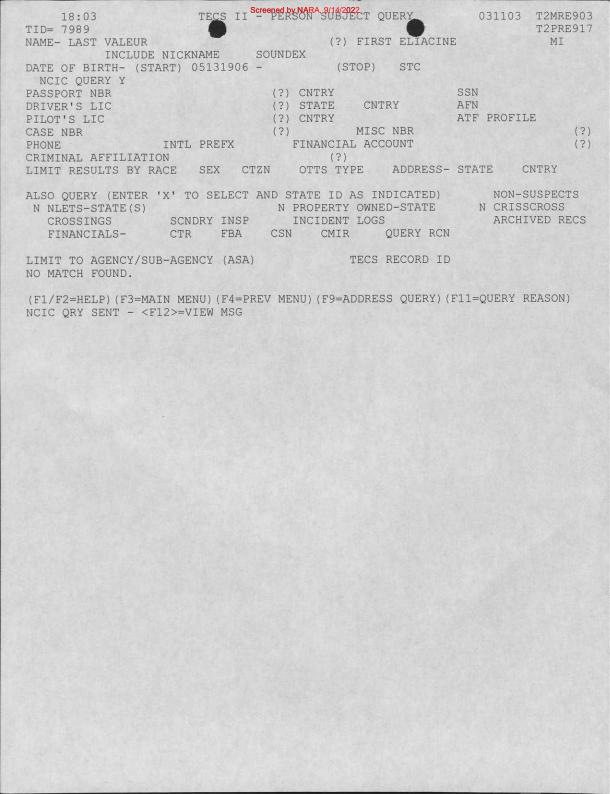 Screened by NARA, 9/14/2022
18:03 TECS II - PERSON SUBJECT QUERY 031103 T2MRE903
TID= 7989 T2PRE917
NAME- LAST VALEUR (?) FIRST ELIACINE MI
INCLUDE NICKNAME SOUNDEX
DATE OF BIRTH- (START) 05131906 - (STOP) STC
NCIC QUERY Y
PASSPORT NBR (?) CNTRY SSN
DRIVER'S LIC (?) STATE CNTRY AFN
PILOT'S LIC (?) CNTRY ATF PROFILE
CASE NBR (?) MISC NBR (?)
PHONE INTL PREFX FINANCIAL ACCOUNT (?)
CRIMINAL AFFILIATION (?)
LIMIT RESULTS BY RACE SEX CTZN OTTS TYPE ADDRESS- STATE CNTRY
ALSO QUERY (ENTER 'X' TO SELECT AND STATE ID AS INDICATED) NON-SUSPECTS
N NLETS-STATE(S) N PROPERTY OWNED-STATE N CRISSCROSS
CROSSINGS SCNDRY INSP INCIDENT LOGS ARCHIVED RECS
FINANCIALS- CTR FBA CSN CMIR QUERY RCN
LIMIT TO AGENCY/SUB-AGENCY (ASA) TECS RECORD ID
NO MATCH FOUND.
(F1/F2=HELP) (F3=MAIN MENU) (F4=PREV MENU) (F9=ADDRESS QUERY) (F11=QUERY REASON)
NCIC QRY SENT - <F12>=VIEW MSG